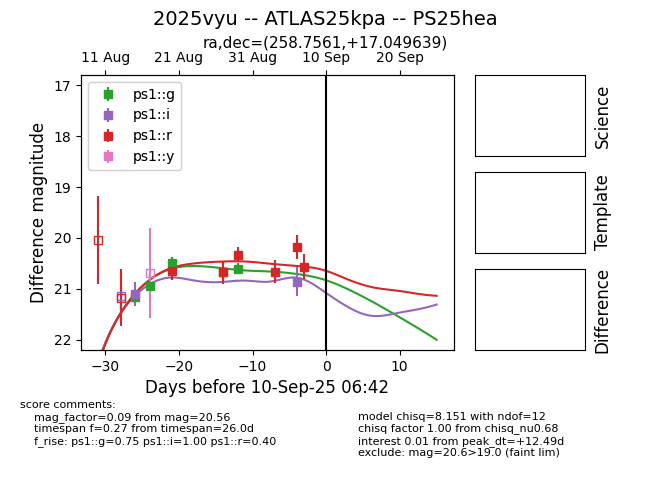 2025vyu -- ATLAS25kpa -- PS25hea
ra,dec=(258.7561,+17.049639)
11 Aug 21 Aug 31 Aug 10 Sep 20 Sep
17
18
19
20
21
22
Difference magnitude
ps1::g
ps1::i
ps1::r
ps1::y
−30 −20 −10 0 10
Days before 10-Sep-25 06:42
Science
Template
Difference
score comments:
mag_factor=0.09 from mag=20.56
timespan f=0.27 from timespan=26.0d
f_rise: ps1::g=0.75 ps1::i=1.00 ps1::r=0.40
model chisq=8.151 with ndof=12
chisq factor 1.00 from chisq_nu0.68
interest 0.01 from peak_dt=+12.49d
exclude: mag=20.6>19.0 (faint lim)